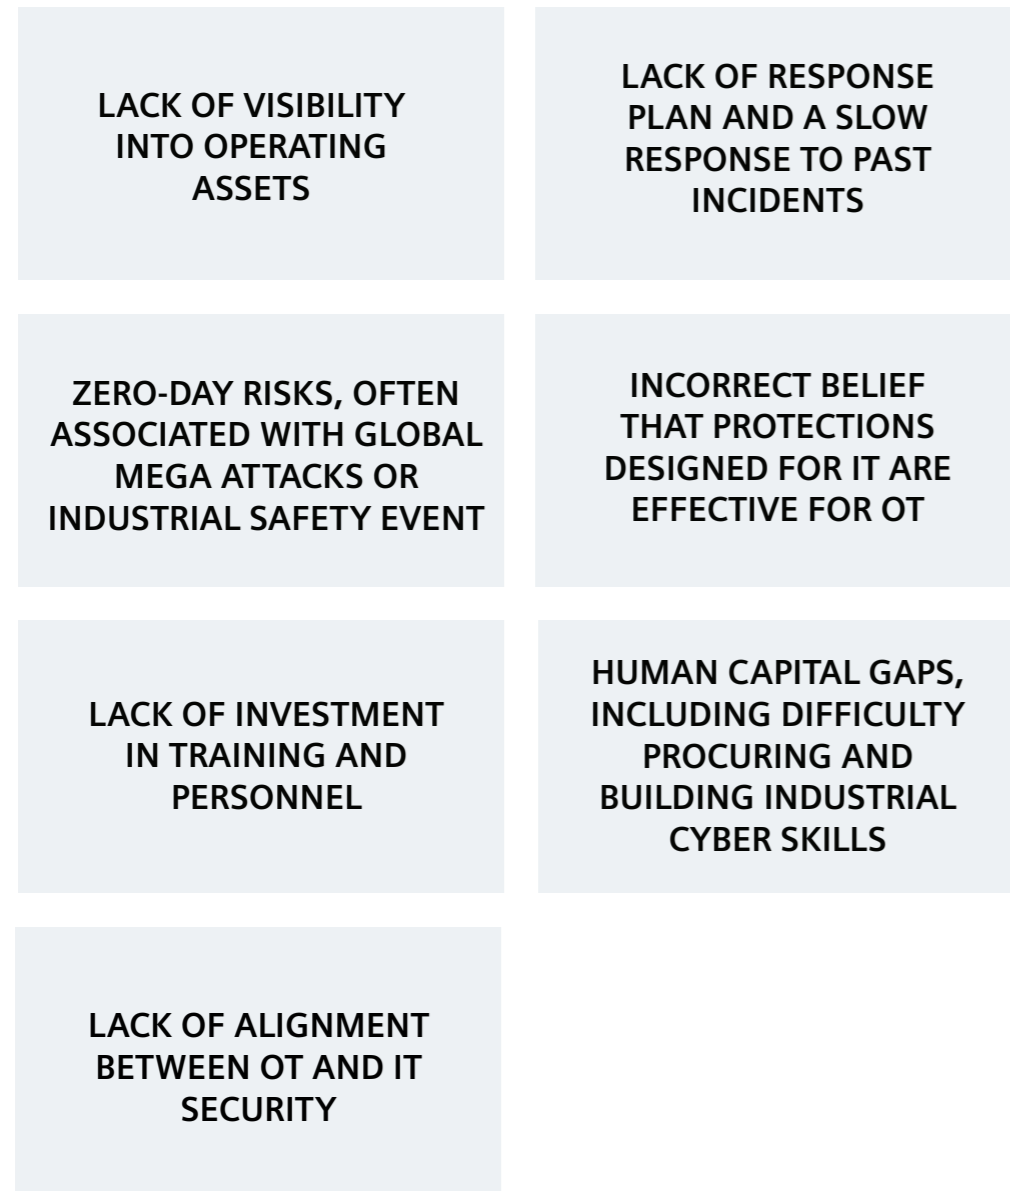 LACK OF VISIBILITY
INTO OPERATING
ASSETS
LACK OF RESPONSE
PLAN AND A SLOW
RESPONSE TO PAST
INCIDENTS
ZERO-DAY RISKS, OFTEN
ASSOCIATED WITH GLOBAL
MEGA ATTACKS OR
INDUSTRIAL SAFETY EVENT
INCORRECT BELIEF
THAT PROTECTIONS
DESIGNED FOR IT ARE
EFFECTIVE FOR OT
LACK OF INVESTMENT
IN TRAINING AND
PERSONNEL
HUMAN CAPITAL GAPS,
INCLUDING DIFFICULTY
PROCURING AND
BUILDING INDUSTRIAL
CYBER SKILLS
LACK OF ALIGNMENT
BETWEEN OT AND IT
SECURITY